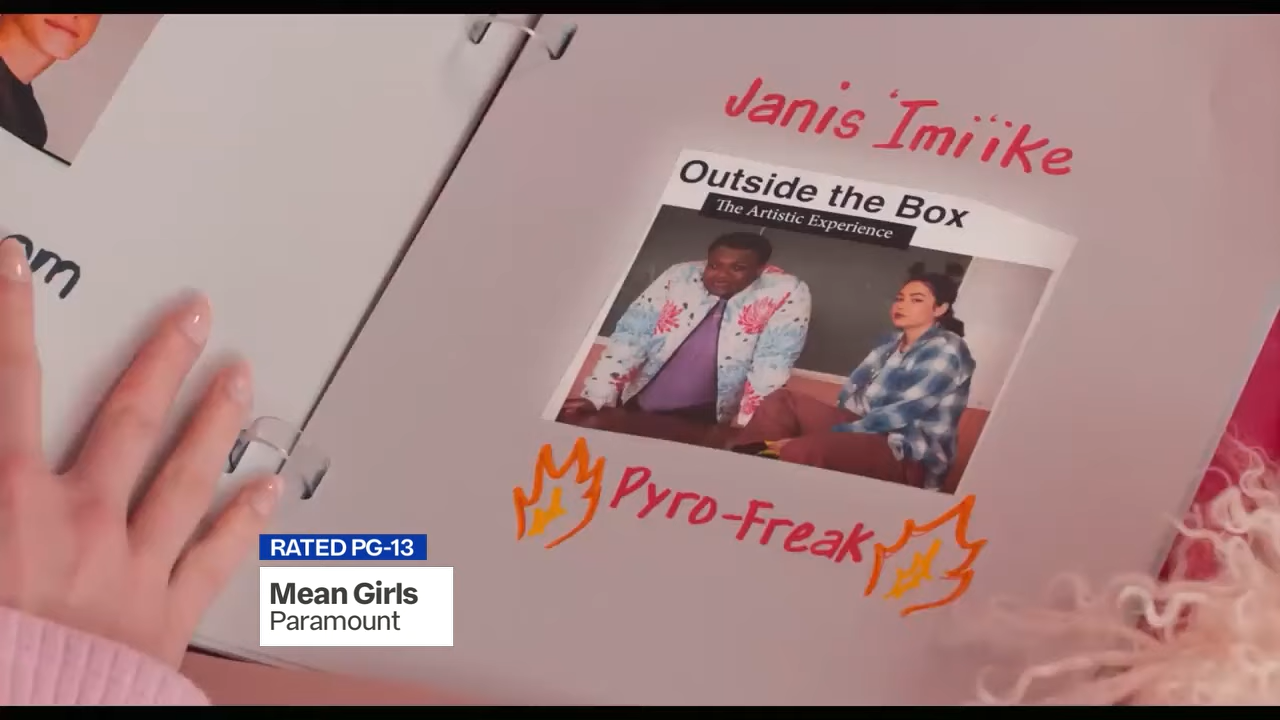 Janis 'Imi'ike
Outside the Box
The Artistic Experience
Pyro-Freak
RATED PG-13
Mean Girls
Paramount